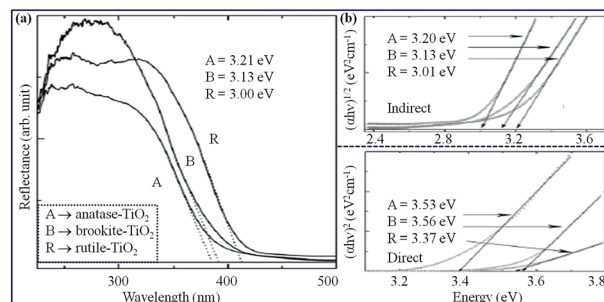 (a)
A = 3.21 eV
B = 3.13 eV
R = 3.00 eV
R
B
A
A → anatase-TiO₂
B → brookite-TiO₂
R → rutile-TiO₂
Reflectance (arb. unit)
300 350 400 450 500
Wavelength (nm)
(b)
A = 3.20 eV
B = 3.13 eV
R = 3.01 eV
Indirect
(αhν)^1/2 (eV²cm⁻¹)
2.4 2.8 3.2 3.6
A = 3.53 eV
B = 3.56 eV
R = 3.37 eV
Direct
(αhν)² (eV²cm⁻¹)
3.2 3.4 3.6 3.8
Energy (eV)